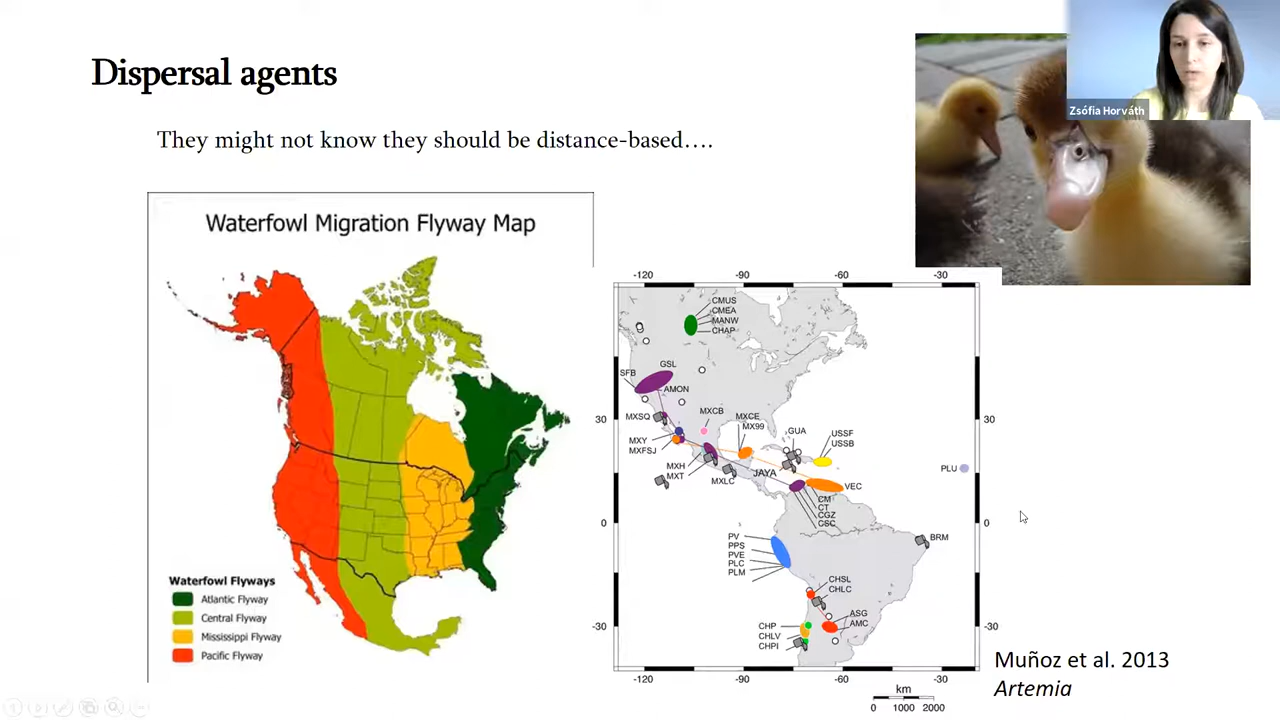 Dispersal agents
Zsófia Horváth
They might not know they should be distance-based….
Waterfowl Migration Flyway Map
Waterfowl Flyways
Atlantic Flyway
Central Flyway
Mississippi Flyway
Pacific Flyway
-120 -90 -60 -30
CMUS
CMEA
MANW
CHAP
GSL
SFB
AMON
30 30
MXSQ
MXCB
MXCE
MX99
GUA
USSF
USSB
MXY
MXFSJ
MXH
MXT
MXLC
JAYA
PLU
VEC
CM
CT
CGZ
CSC
0 0
PV
PPS
PVE
PLC
PLM
BRM
CHSL
CHLC
ASG
AMC
CHP
CHLV
CHPI
-30 -30
-120 -90 -60 -30
km
0 1000 2000
Muñoz et al. 2013
Artemia